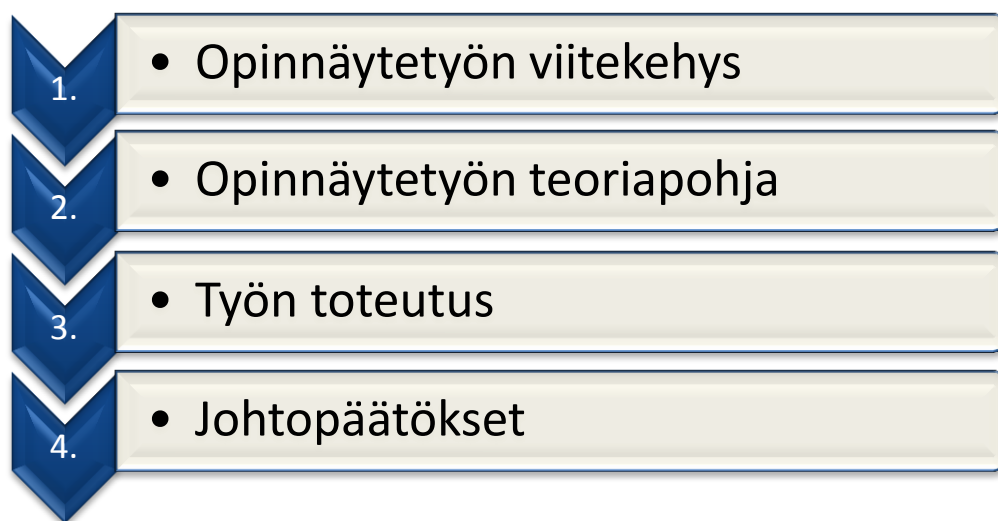 1. • Opinnäytetyön viitekehys
2. • Opinnäytetyön teoriapohja
3. • Työn toteutus
4. • Johtopäätökset